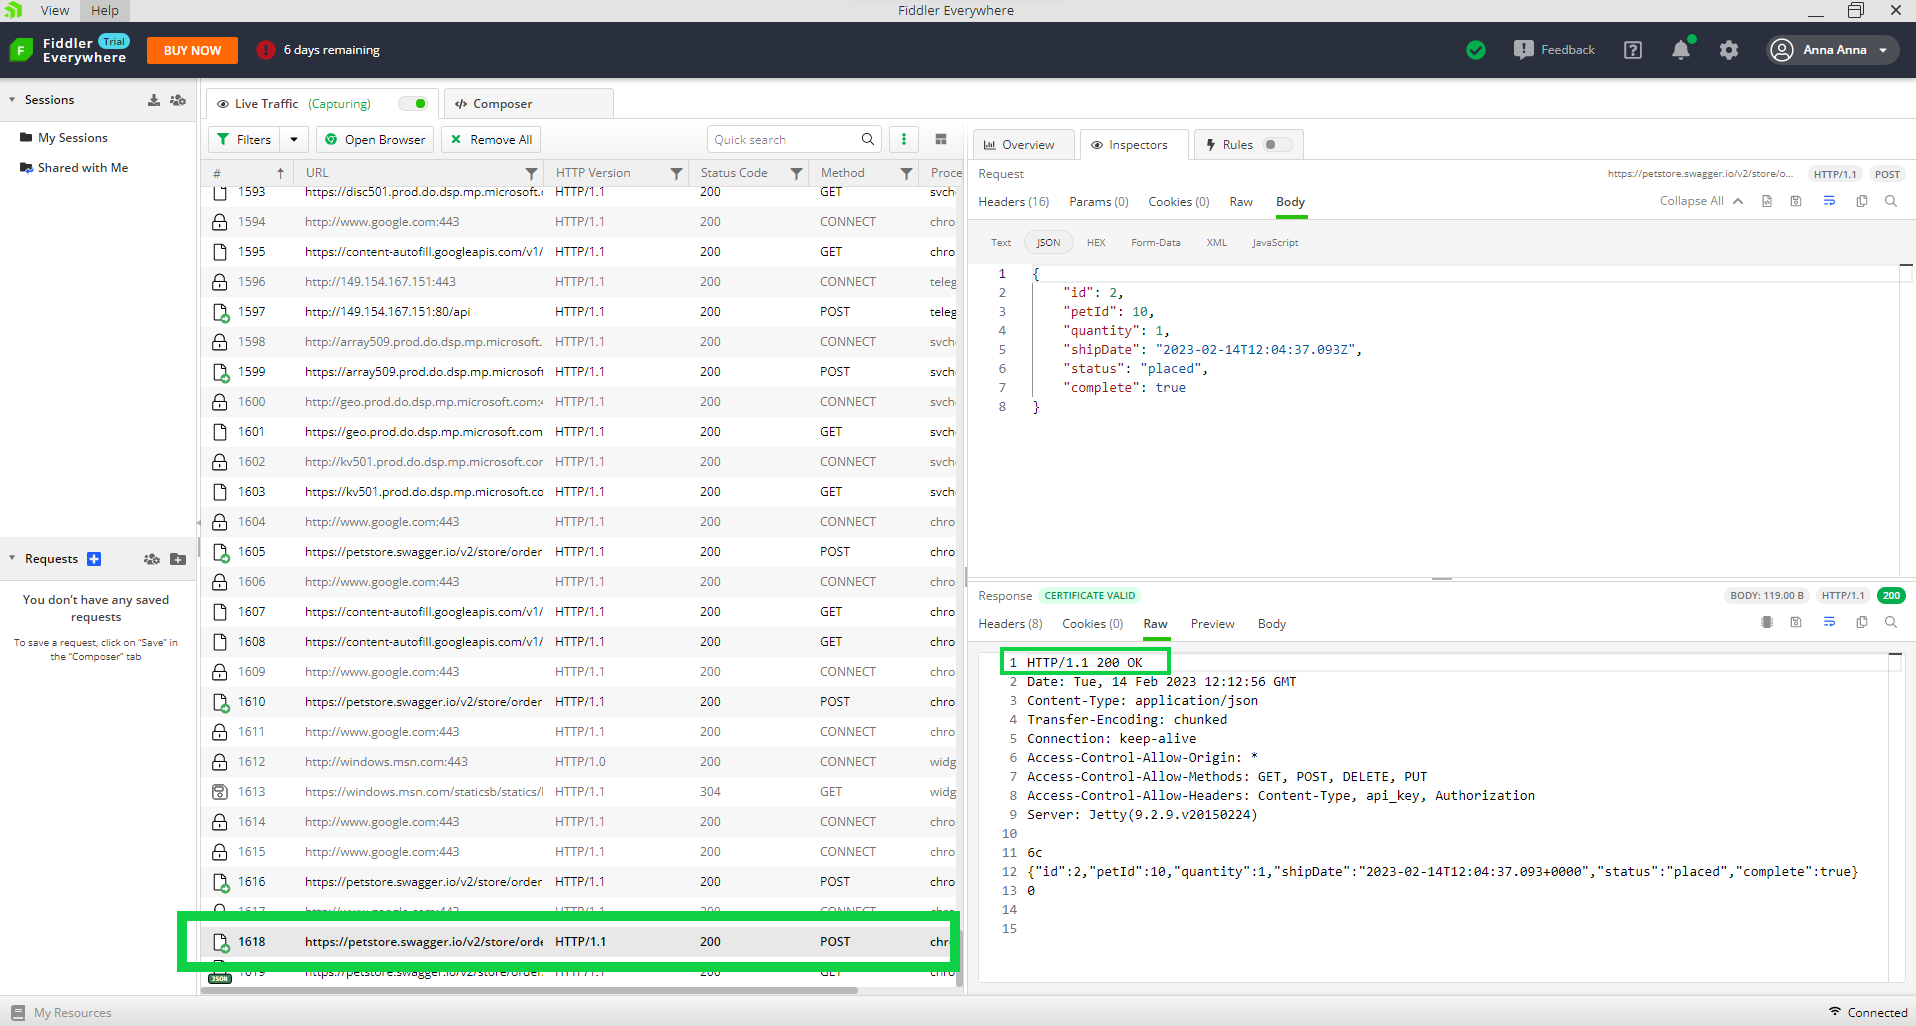 View Help Fiddler Everywhere
Fiddler Everywhere Trial BUY NOW 6 days remaining Feedback Anna Anna
Sessions
My Sessions
Shared with Me
Requests
You don't have any saved requests
To save a request, click on "Save" in the "Composer" tab
Live Traffic (Capturing) Composer
Filters Open Browser Remove All Quick search
# URL HTTP Version Status Code Method Proce
1593 https://disc501.prod.do.dsp.mp.microsoft.c HTTP/1.1 200 GET svch
1594 http://www.google.com:443 HTTP/1.1 200 CONNECT chro
1595 https://content-autofill.googleapis.com/v1/ HTTP/1.1 200 GET chro
1596 http://149.154.167.151:443 HTTP/1.1 200 CONNECT teleg
1597 http://149.154.167.151:80/api HTTP/1.1 200 POST teleg
1598 http://array509.prod.do.dsp.mp.microsoft. HTTP/1.1 200 CONNECT svch
1599 https://array509.prod.do.dsp.mp.microsoft HTTP/1.1 200 POST svch
1600 http://geo.prod.do.dsp.mp.microsoft.com:4 HTTP/1.1 200 CONNECT svch
1601 https://geo.prod.do.dsp.mp.microsoft.com HTTP/1.1 200 GET svch
1602 http://kv501.prod.do.dsp.mp.microsoft.cor HTTP/1.1 200 CONNECT svch
1603 https://kv501.prod.do.dsp.mp.microsoft.co HTTP/1.1 200 GET svch
1604 http://www.google.com:443 HTTP/1.1 200 CONNECT chro
1605 https://petstore.swagger.io/v2/store/order HTTP/1.1 200 POST chro
1606 http://www.google.com:443 HTTP/1.1 200 CONNECT chro
1607 https://content-autofill.googleapis.com/v1/ HTTP/1.1 200 GET chro
1608 https://content-autofill.googleapis.com/v1/ HTTP/1.1 200 GET chro
1609 http://www.google.com:443 HTTP/1.1 200 CONNECT chro
1610 https://petstore.swagger.io/v2/store/order HTTP/1.1 200 POST chro
1611 http://www.google.com:443 HTTP/1.1 200 CONNECT chro
1612 http://windows.msn.com:443 HTTP/1.0 200 CONNECT widg
1613 https://windows.msn.com/staticsb/statics/l HTTP/1.1 304 GET widg
1614 http://www.google.com:443 HTTP/1.1 200 CONNECT chro
1615 http://www.google.com:443 HTTP/1.1 200 CONNECT chro
1616 https://petstore.swagger.io/v2/store/order HTTP/1.1 200 POST chro
1617 http://www.google.com:443 HTTP/1.1 200 CONNECT chro
1618 https://petstore.swagger.io/v2/store/orde HTTP/1.1 200 POST chr
JSON 1619 https://petstore.swagger.io/v2/store/order. HTTP/1.1 200 GET chro
Overview Inspectors Rules
Request https://petstore.swagger.io/v2/store/o... HTTP/1.1 POST
Headers (16) Params (0) Cookies (0) Raw Body Collapse All
Text JSON HEX Form-Data XML JavaScript
1 {
2 "id": 2,
3 "petId": 10,
4 "quantity": 1,
5 "shipDate": "2023-02-14T12:04:37.093Z",
6 "status": "placed",
7 "complete": true
8 }
Response CERTIFICATE VALID BODY: 119.00 B HTTP/1.1 200
Headers (8) Cookies (0) Raw Preview Body
1 HTTP/1.1 200 OK
2 Date: Tue, 14 Feb 2023 12:12:56 GMT
3 Content-Type: application/json
4 Transfer-Encoding: chunked
5 Connection: keep-alive
6 Access-Control-Allow-Origin: *
7 Access-Control-Allow-Methods: GET, POST, DELETE, PUT
8 Access-Control-Allow-Headers: Content-Type, api_key, Authorization
9 Server: Jetty(9.2.9.v20150224)
10
11 6c
12 {"id":2,"petId":10,"quantity":1,"shipDate":"2023-02-14T12:04:37.093+0000","status":"placed","complete":true}
13 0
14
15
My Resources Connected